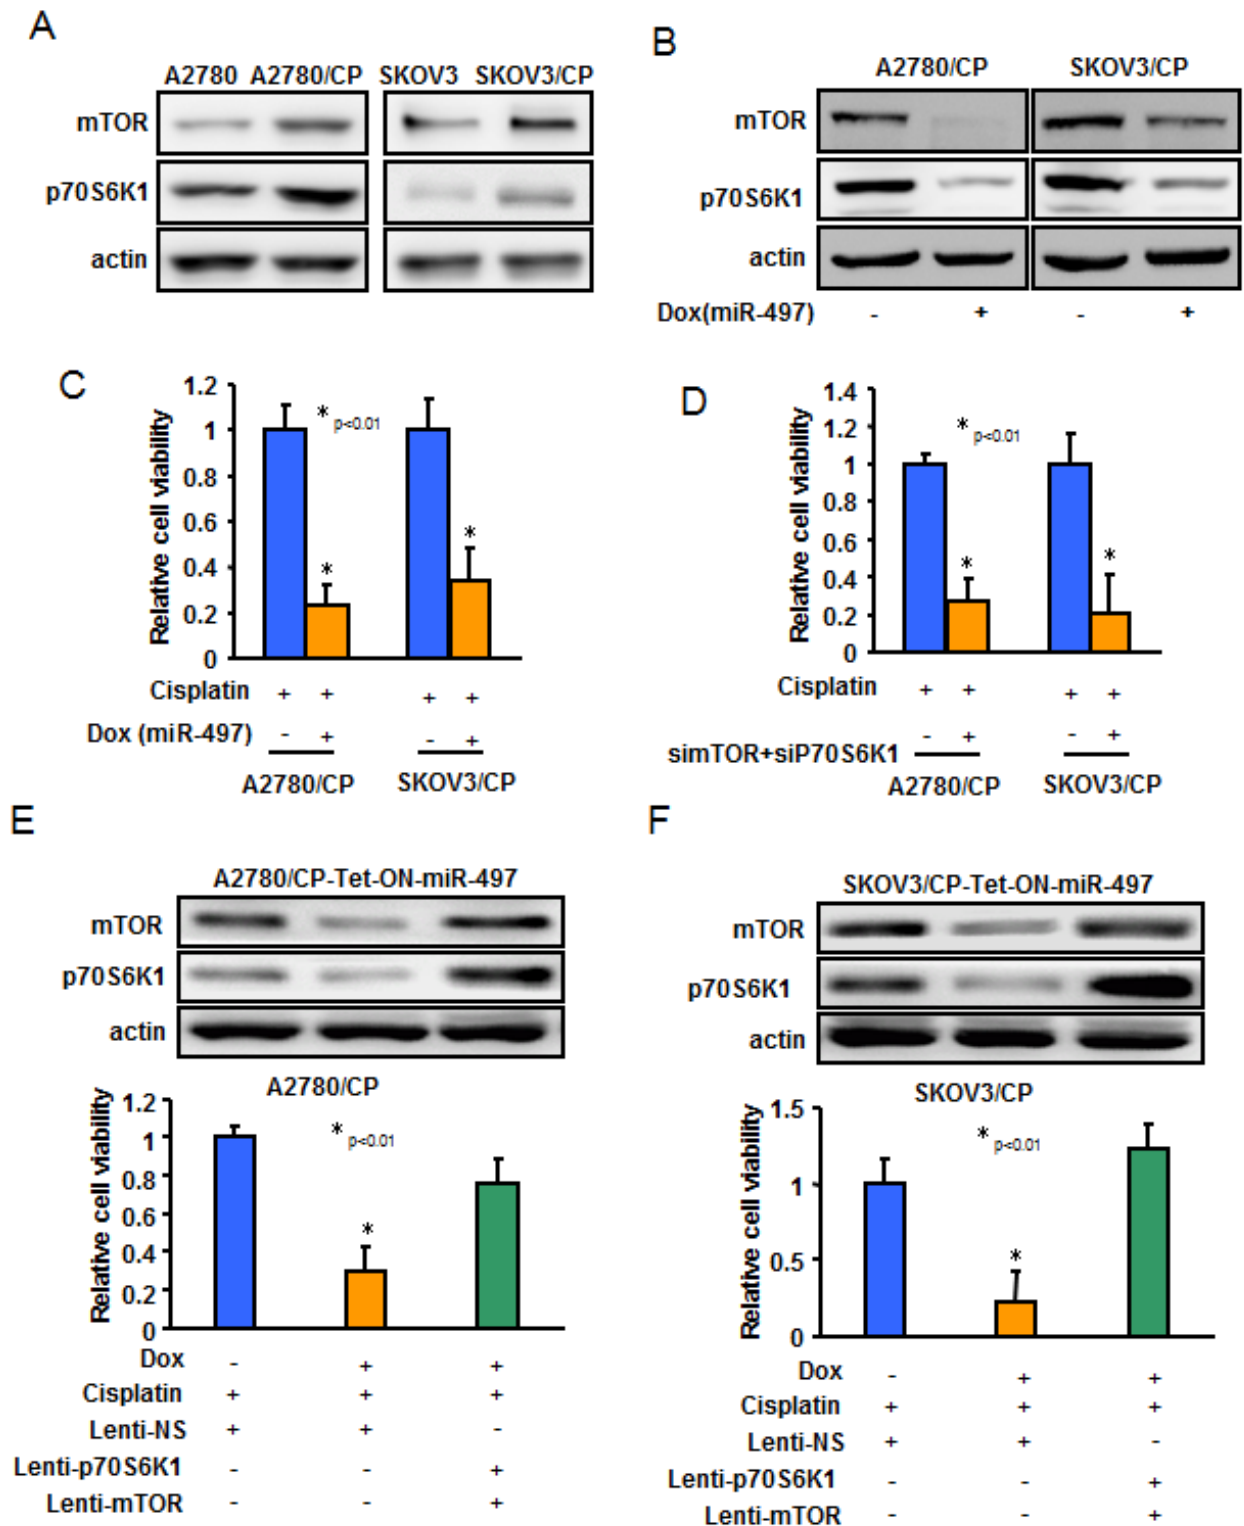 A
A2780 A2780/CP SKOV3 SKOV3/CP
mTOR
p70S6K1
actin
B
A2780/CP SKOV3/CP
mTOR
p70S6K1
actin
Dox(miR-497) - + - +
C
Relative cell viability
1.2
1
0.8
0.6
0.4
0.2
0
* p<0.01
*
*
Cisplatin + + + +
Dox (miR-497) - + - +
A2780/CP SKOV3/CP
D
Relative cell viability
1.4
1.2
1
0.8
0.6
0.4
0.2
0
* p<0.01
*
*
Cisplatin + + + +
simTOR+siP70S6K1 - + - +
A2780/CP SKOV3/CP
E
A2780/CP-Tet-ON-miR-497
mTOR
p70S6K1
actin
A2780/CP
Relative cell viability
1.2
1
0.8
0.6
0.4
0.2
0
* p<0.01
*
Dox - + +
Cisplatin + + +
Lenti-NS + + -
Lenti-p70S6K1 - - +
Lenti-mTOR - - +
F
SKOV3/CP-Tet-ON-miR-497
mTOR
p70S6K1
actin
SKOV3/CP
Relative cell viability
1.5
1
0.5
0
* p<0.01
*
Dox - + +
Cisplatin + + +
Lenti-NS + + -
Lenti-p70S6K1 - - +
Lenti-mTOR - - +